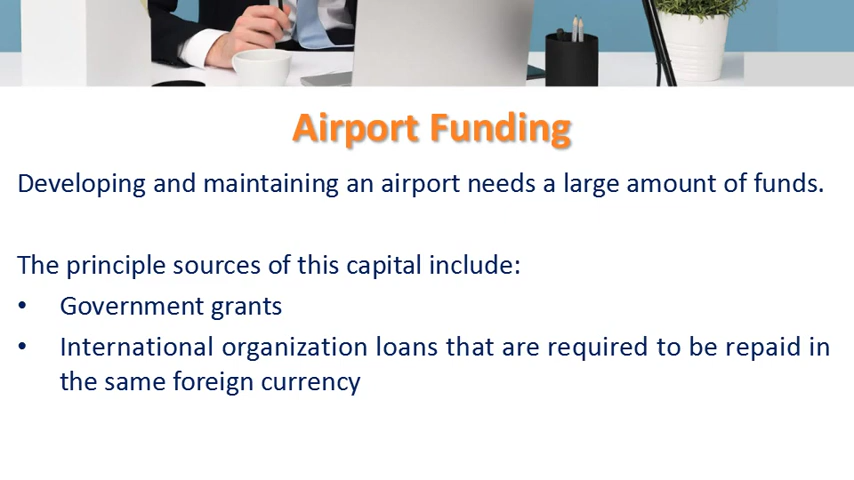 Airport Funding
Developing and maintaining an airport needs a large amount of funds.
The principle sources of this capital include:
• Government grants
• International organization loans that are required to be repaid in
the same foreign currency